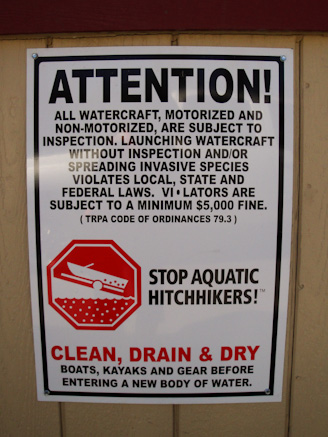 ATTENTION!
ALL WATERCRAFT, MOTORIZED AND
NON-MOTORIZED, ARE SUBJECT TO
INSPECTION. LAUNCHING WATERCRAFT
WITHOUT INSPECTION AND/OR
SPREADING INVASIVE SPECIES
VIOLATES LOCAL, STATE AND
FEDERAL LAWS. VI•LATORS ARE
SUBJECT TO A MINIMUM $5,000 FINE.
( TRPA CODE OF ORDINANCES 79.3 )
STOP AQUATIC
HITCHHIKERS!™
CLEAN, DRAIN & DRY
BOATS, KAYAKS AND GEAR BEFORE
ENTERING A NEW BODY OF WATER.